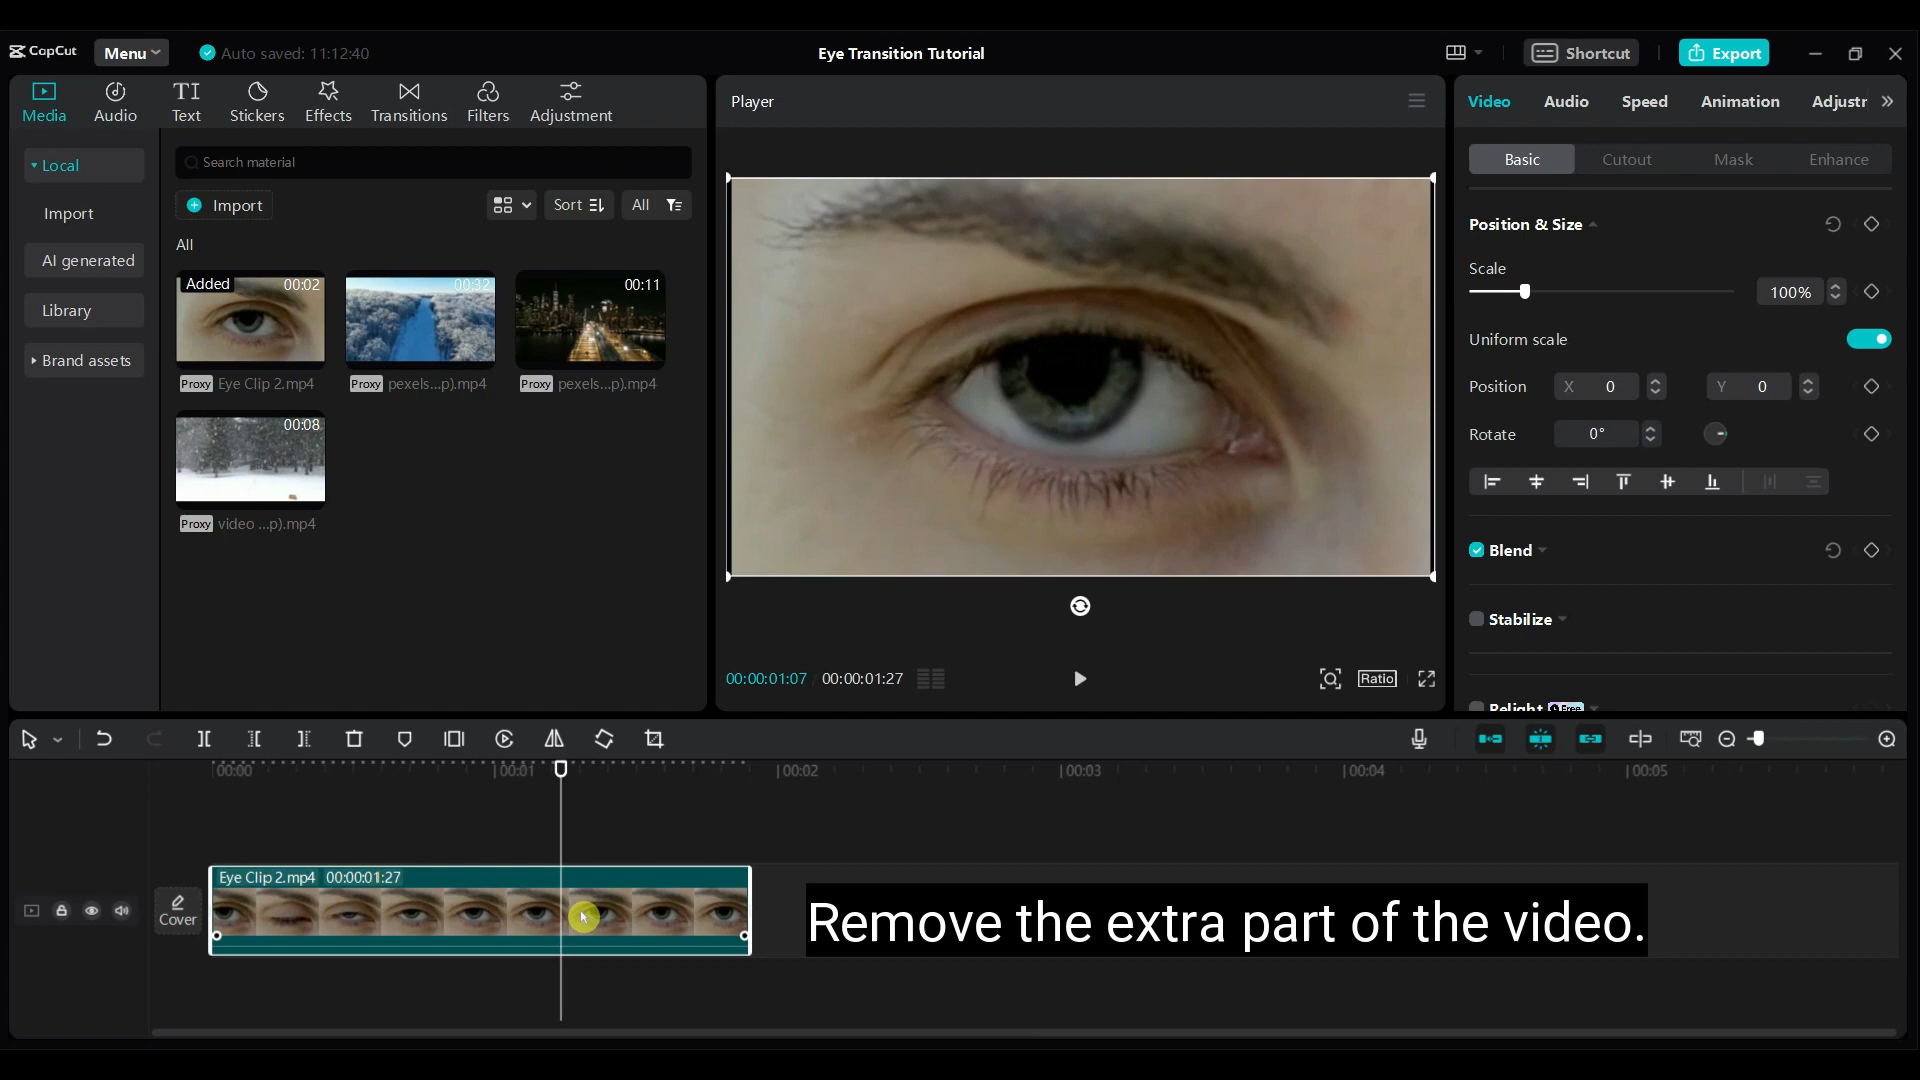 CapCut
Menu
Auto saved: 11:12:40
Eye Transition Tutorial
Shortcut
Export
Media
Audio
Text
Stickers
Effects
Transitions
Filters
Adjustment
Local
Import
AI generated
Library
Brand assets
Search material
Import
Sort
All
All
Added 00:02
Proxy Eye Clip 2.mp4
00:32
Proxy pexels...p).mp4
00:11
Proxy pexels...p).mp4
00:08
Proxy video ...p).mp4
Player
00:00:01:07 00:00:01:27
Ratio
Video
Audio
Speed
Animation
Adjustr
Basic
Cutout
Mask
Enhance
Position & Size
Scale
100%
Uniform scale
Position X 0 Y 0
Rotate 0°
Blend
Stabilize
Relight Free
00:00
00:01
00:02
00:03
00:04
00:05
Cover
Eye Clip 2.mp4 00:00:01:27
Remove the extra part of the video.